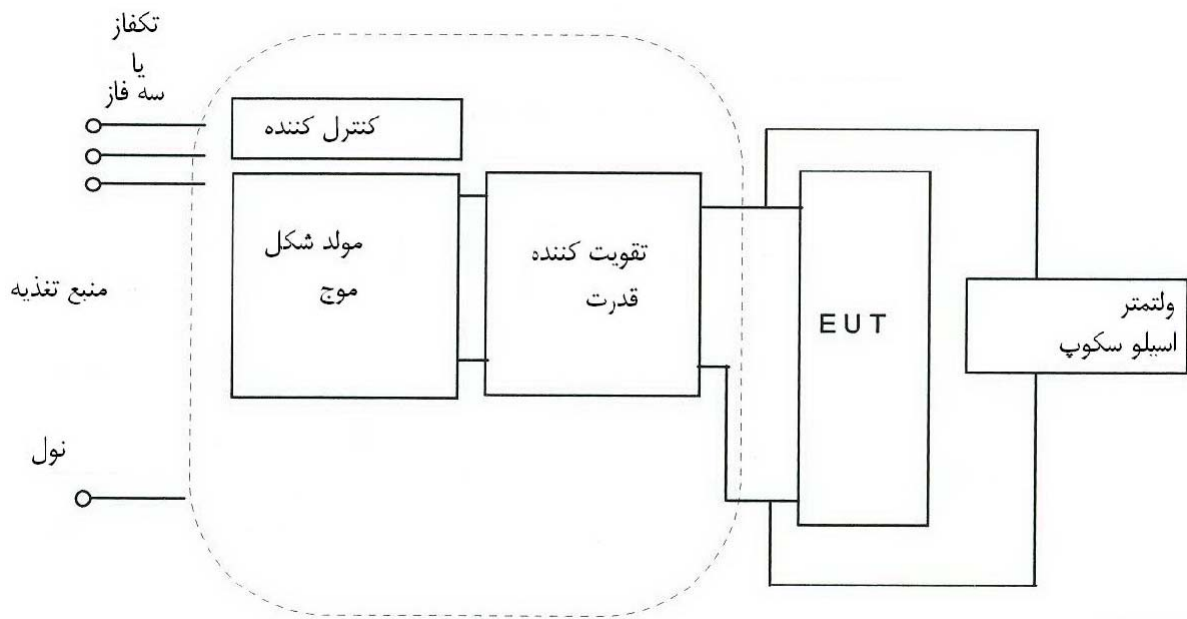 تکفاز
یا
سه فاز
کنترل کننده
مولد شکل
موج
تقویت کننده
قدرت
EUT
ولتمتر
اسیلو سکوپ
منبع تغذیه
نول